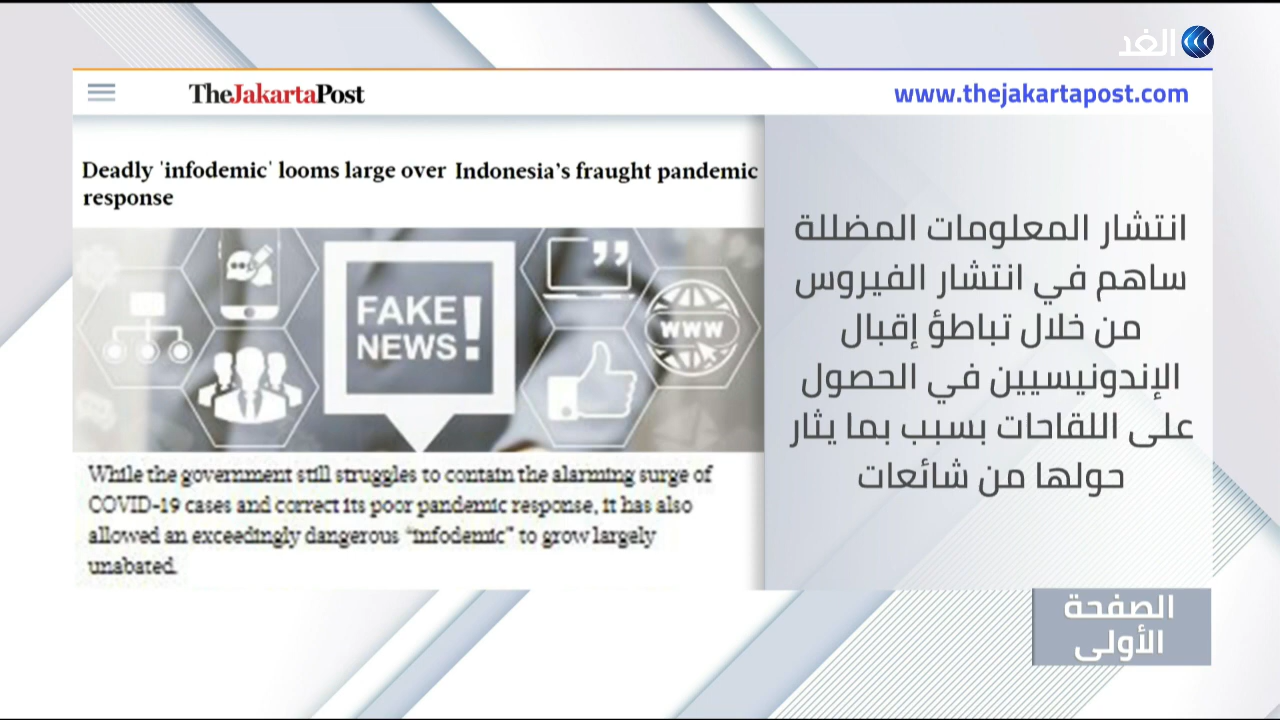 الغد
TheJakartaPost
www.thejakartapost.com
Deadly 'infodemic' looms large over Indonesia's fraught pandemic
response
FAKE
NEWS!
www
While the government still struggles to contain the alarming surge of
COVID-19 cases and correct its poor pandemic response, it has also
allowed an exceedingly dangerous "infodemic" to grow largely
unabated.
انتشار المعلومات المضللة
ساهم في انتشار الفيروس
من خلال تباطؤ إقبال
الإندونيسيين في الحصول
على اللقاحات بسبب بما يثار
حولها من شائعات
الصفحة
الأولى